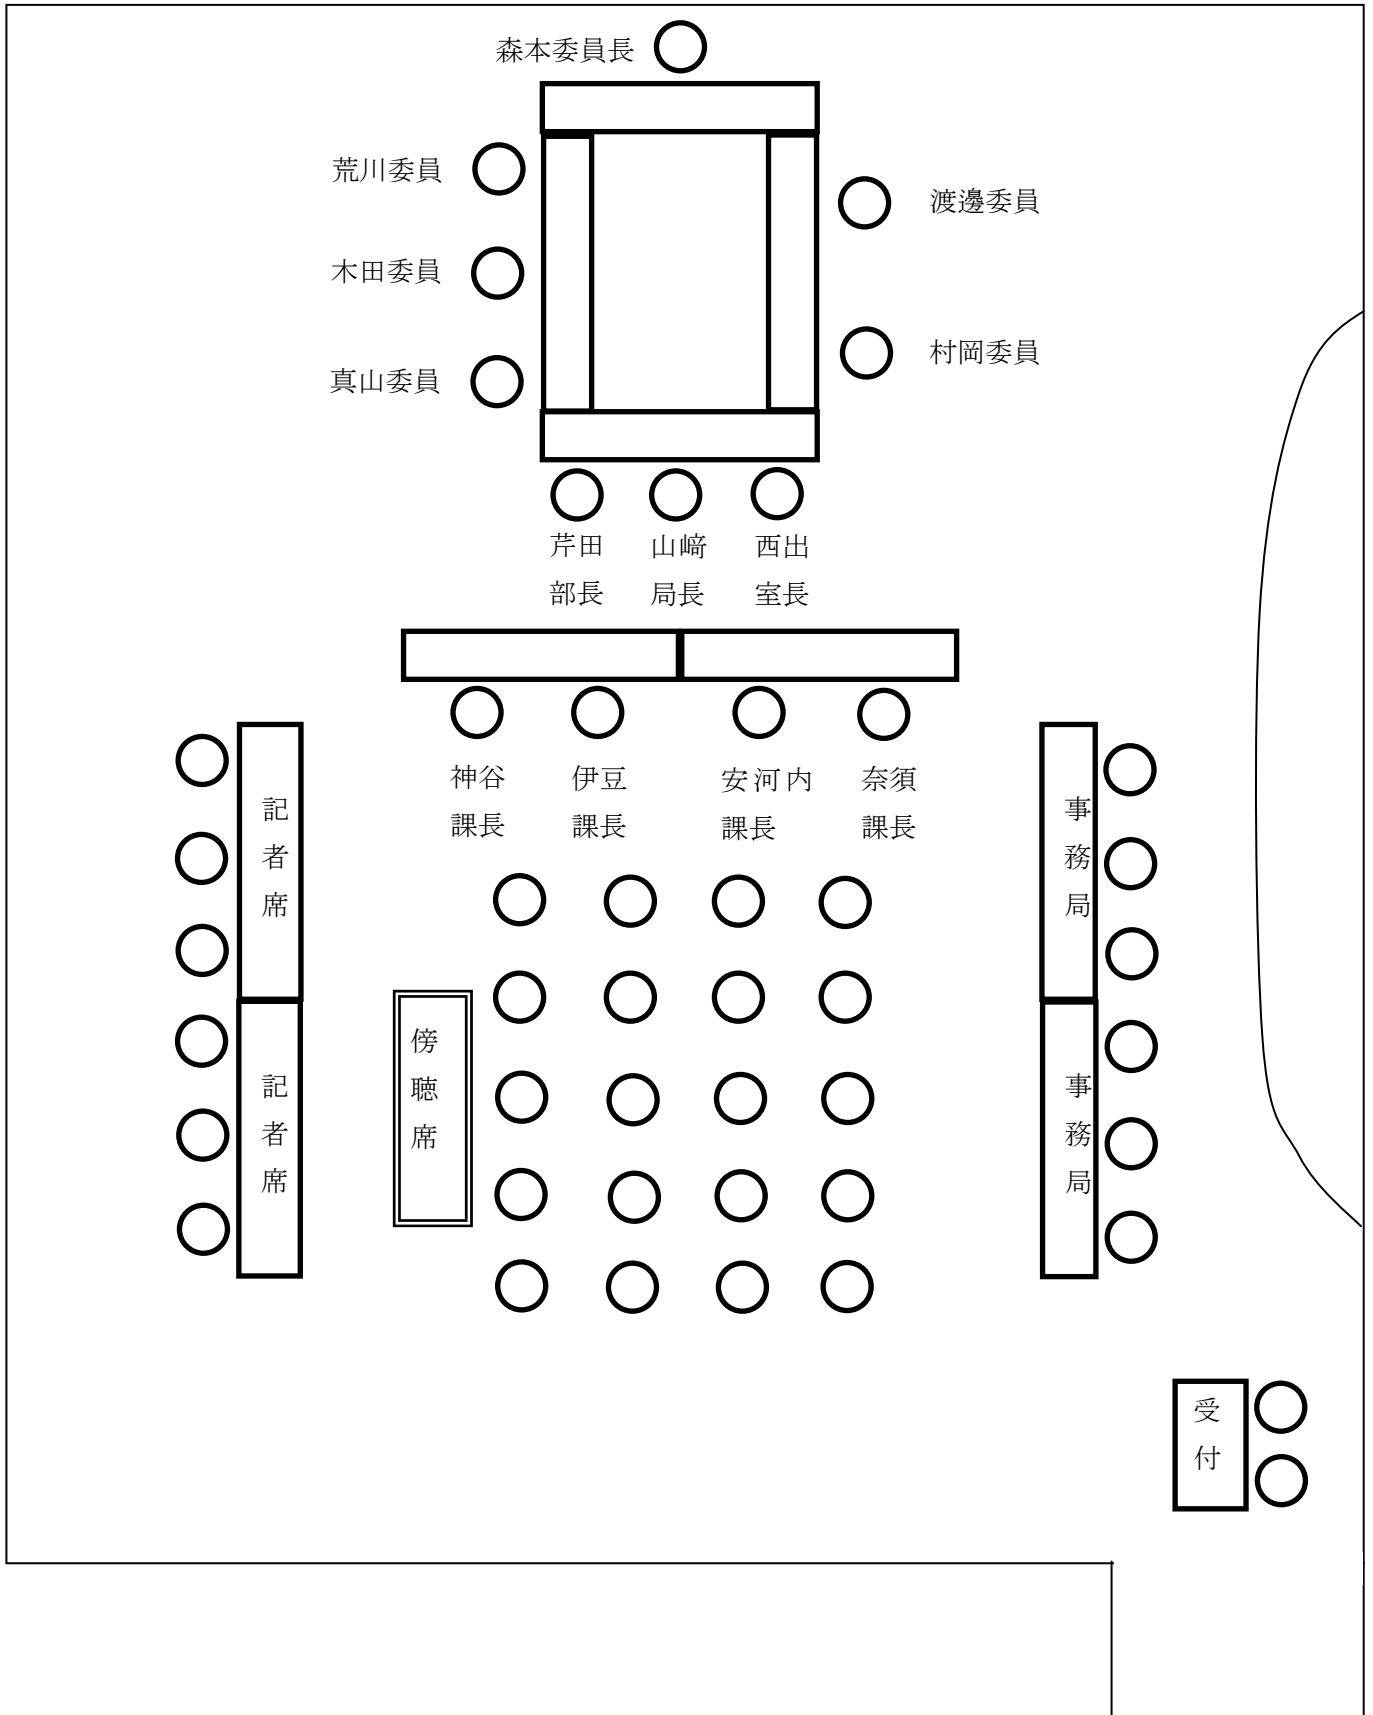 森本委員長
荒川委員
渡邊委員
木田委員
村岡委員
真山委員
芹田
部長
山﨑
局長
西出
室長
神谷
課長
伊豆
課長
安河内
課長
奈須
課長
記者席
事務局
傍聴席
記者席
事務局
受付